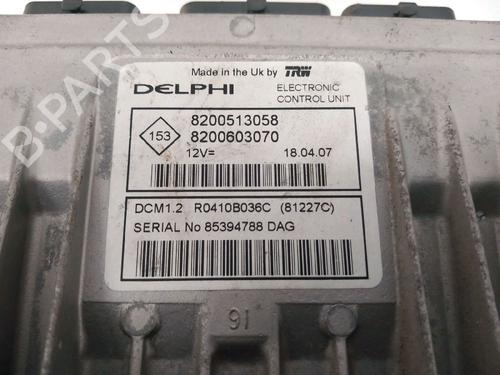 Made in the Uk by TRW
DELPHI
ELECTRONIC
CONTROL UNIT
153
8200513058
8200603070
12V=
18.04.07
DCM1.2 R0410B036C (81227C)
SERIAL No 85394788 DAG
91
B-PARTS